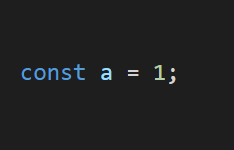 const a = 1;